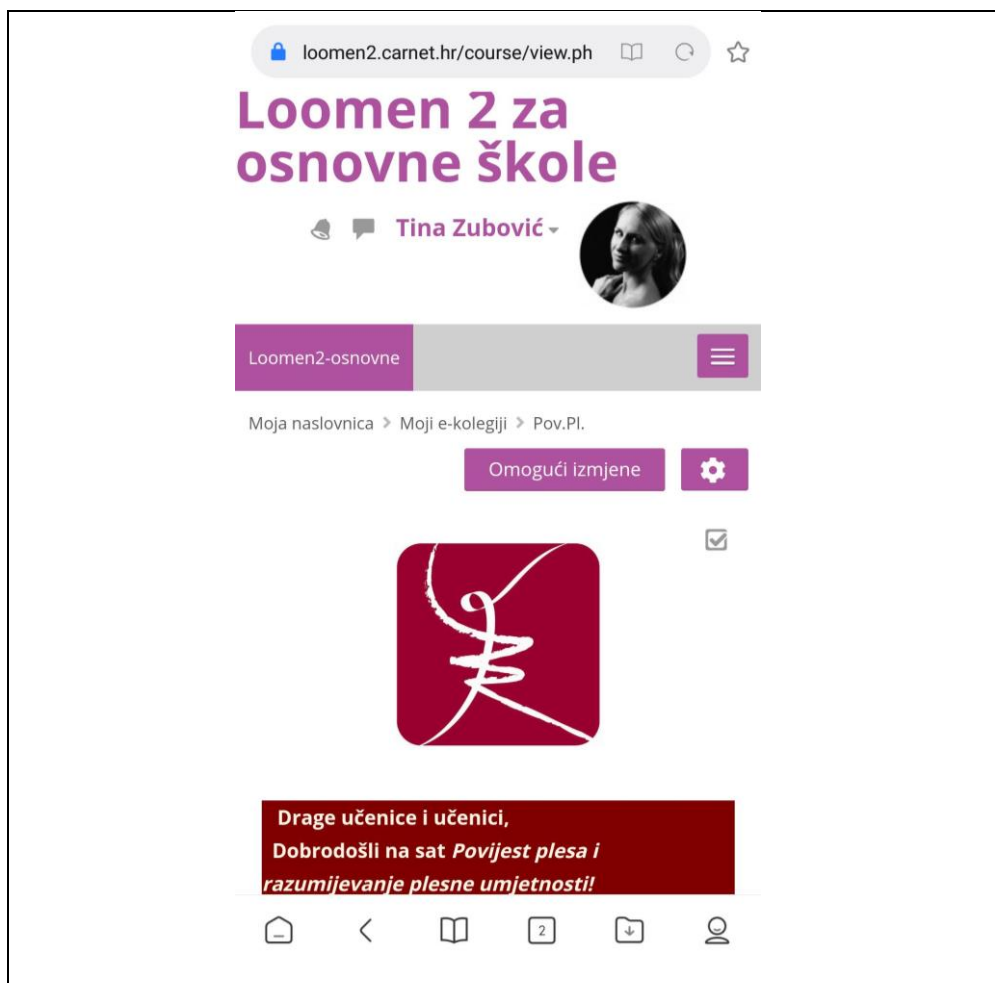 loomen2.carnet.hr/course/view.ph
Loomen 2 za
osnovne škole
Tina Zubović
Loomen2-osnovne
Moja naslovnica > Moji e-kolegiji > Pov.Pl.
Omogući izmjene
Drage učenice i učenici,
Dobrodošli na sat Povijest plesa i
razumijevanje plesne umjetnosti!
2